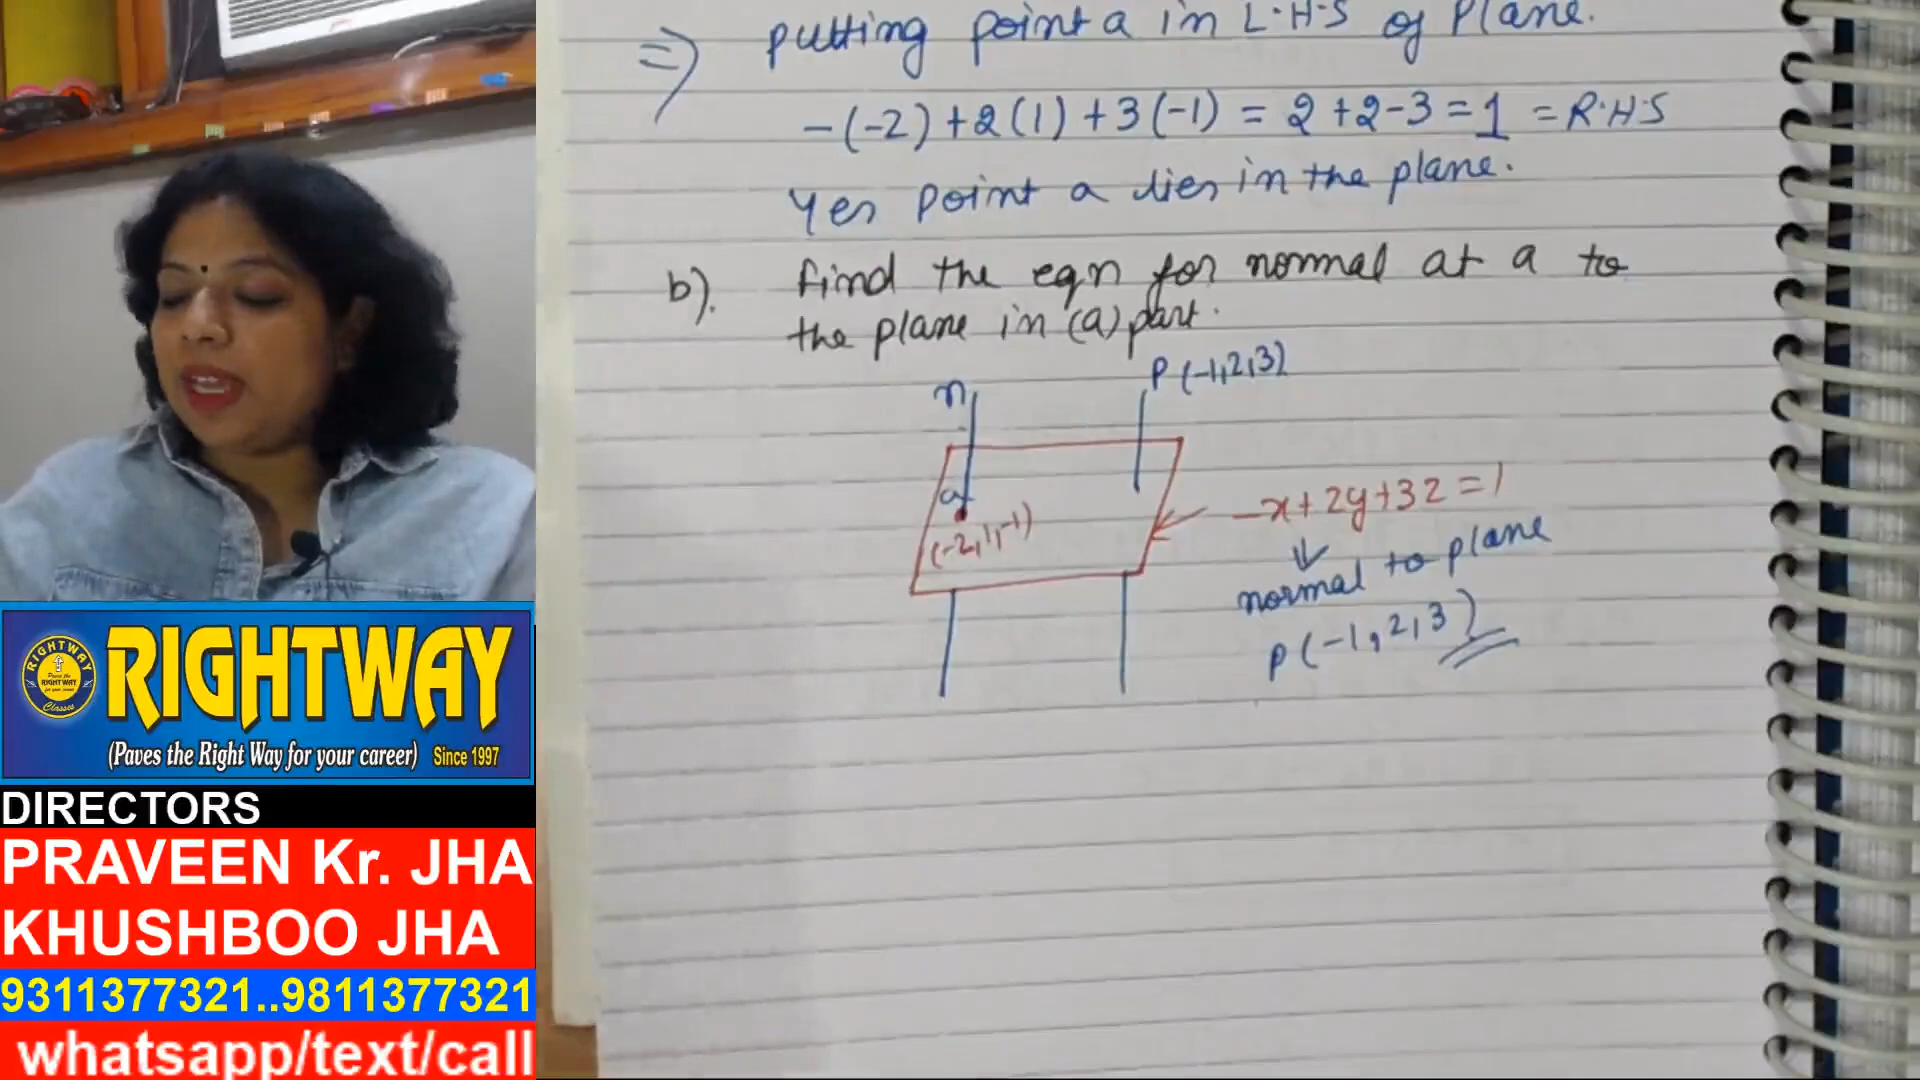 ⇒ putting point a in L.H.S of Plane.
-(-2)+2(1)+3(-1) = 2+2-3 = 1 = R.H.S
Yes point a lies in the plane.
b). find the eqn for normal at a to
the plane in (a) part.
P(-1,2,3)
n
a
(-2,1,-1)
-x+2y+3z=1
normal to plane
P(-1,2,3)
RIGHTWAY
Classes
RIGHTWAY
(Paves the Right Way for your career) Since 1997
DIRECTORS
PRAVEEN Kr. JHA
KHUSHBOO JHA
9311377321..9811377321
whatsapp/text/call